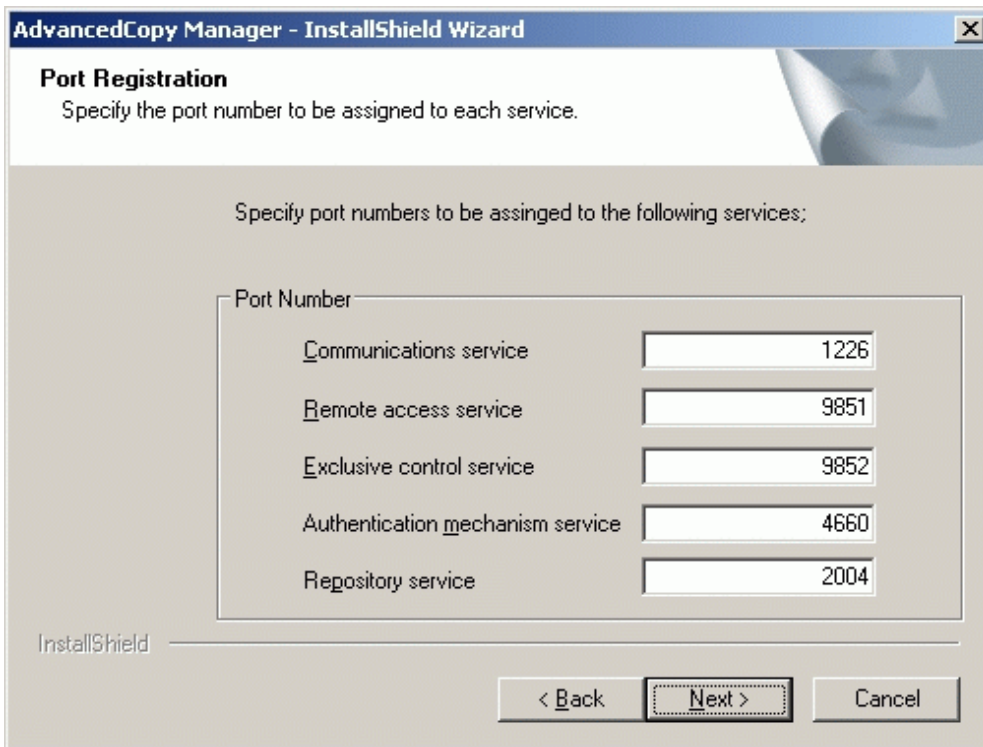 AdvancedCopy Manager - InstallShield Wizard
Port Registration
Specify the port number to be assigned to each service.
Specify port numbers to be assinged to the following services;
Port Number
Communications service 1226
Remote access service 9851
Exclusive control service 9852
Authentication mechanism service 4660
Repository service 2004
InstallShield
< Back Next > Cancel